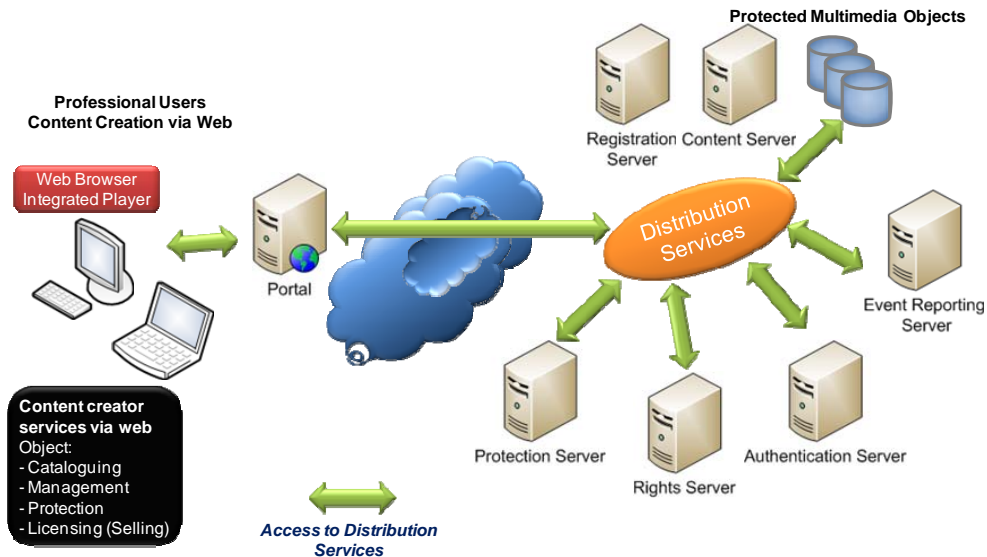 Protected Multimedia Objects
Professional Users
Content Creation via Web
Registration
Server
Content Server
Web Browser
Integrated Player
Portal
Distribution
Services
Event Reporting
Server
Content creator
services via web
Object:
- Cataloguing
- Management
- Protection
- Licensing (Selling)
Protection Server
Rights Server
Authentication Server
Access to Distribution
Services